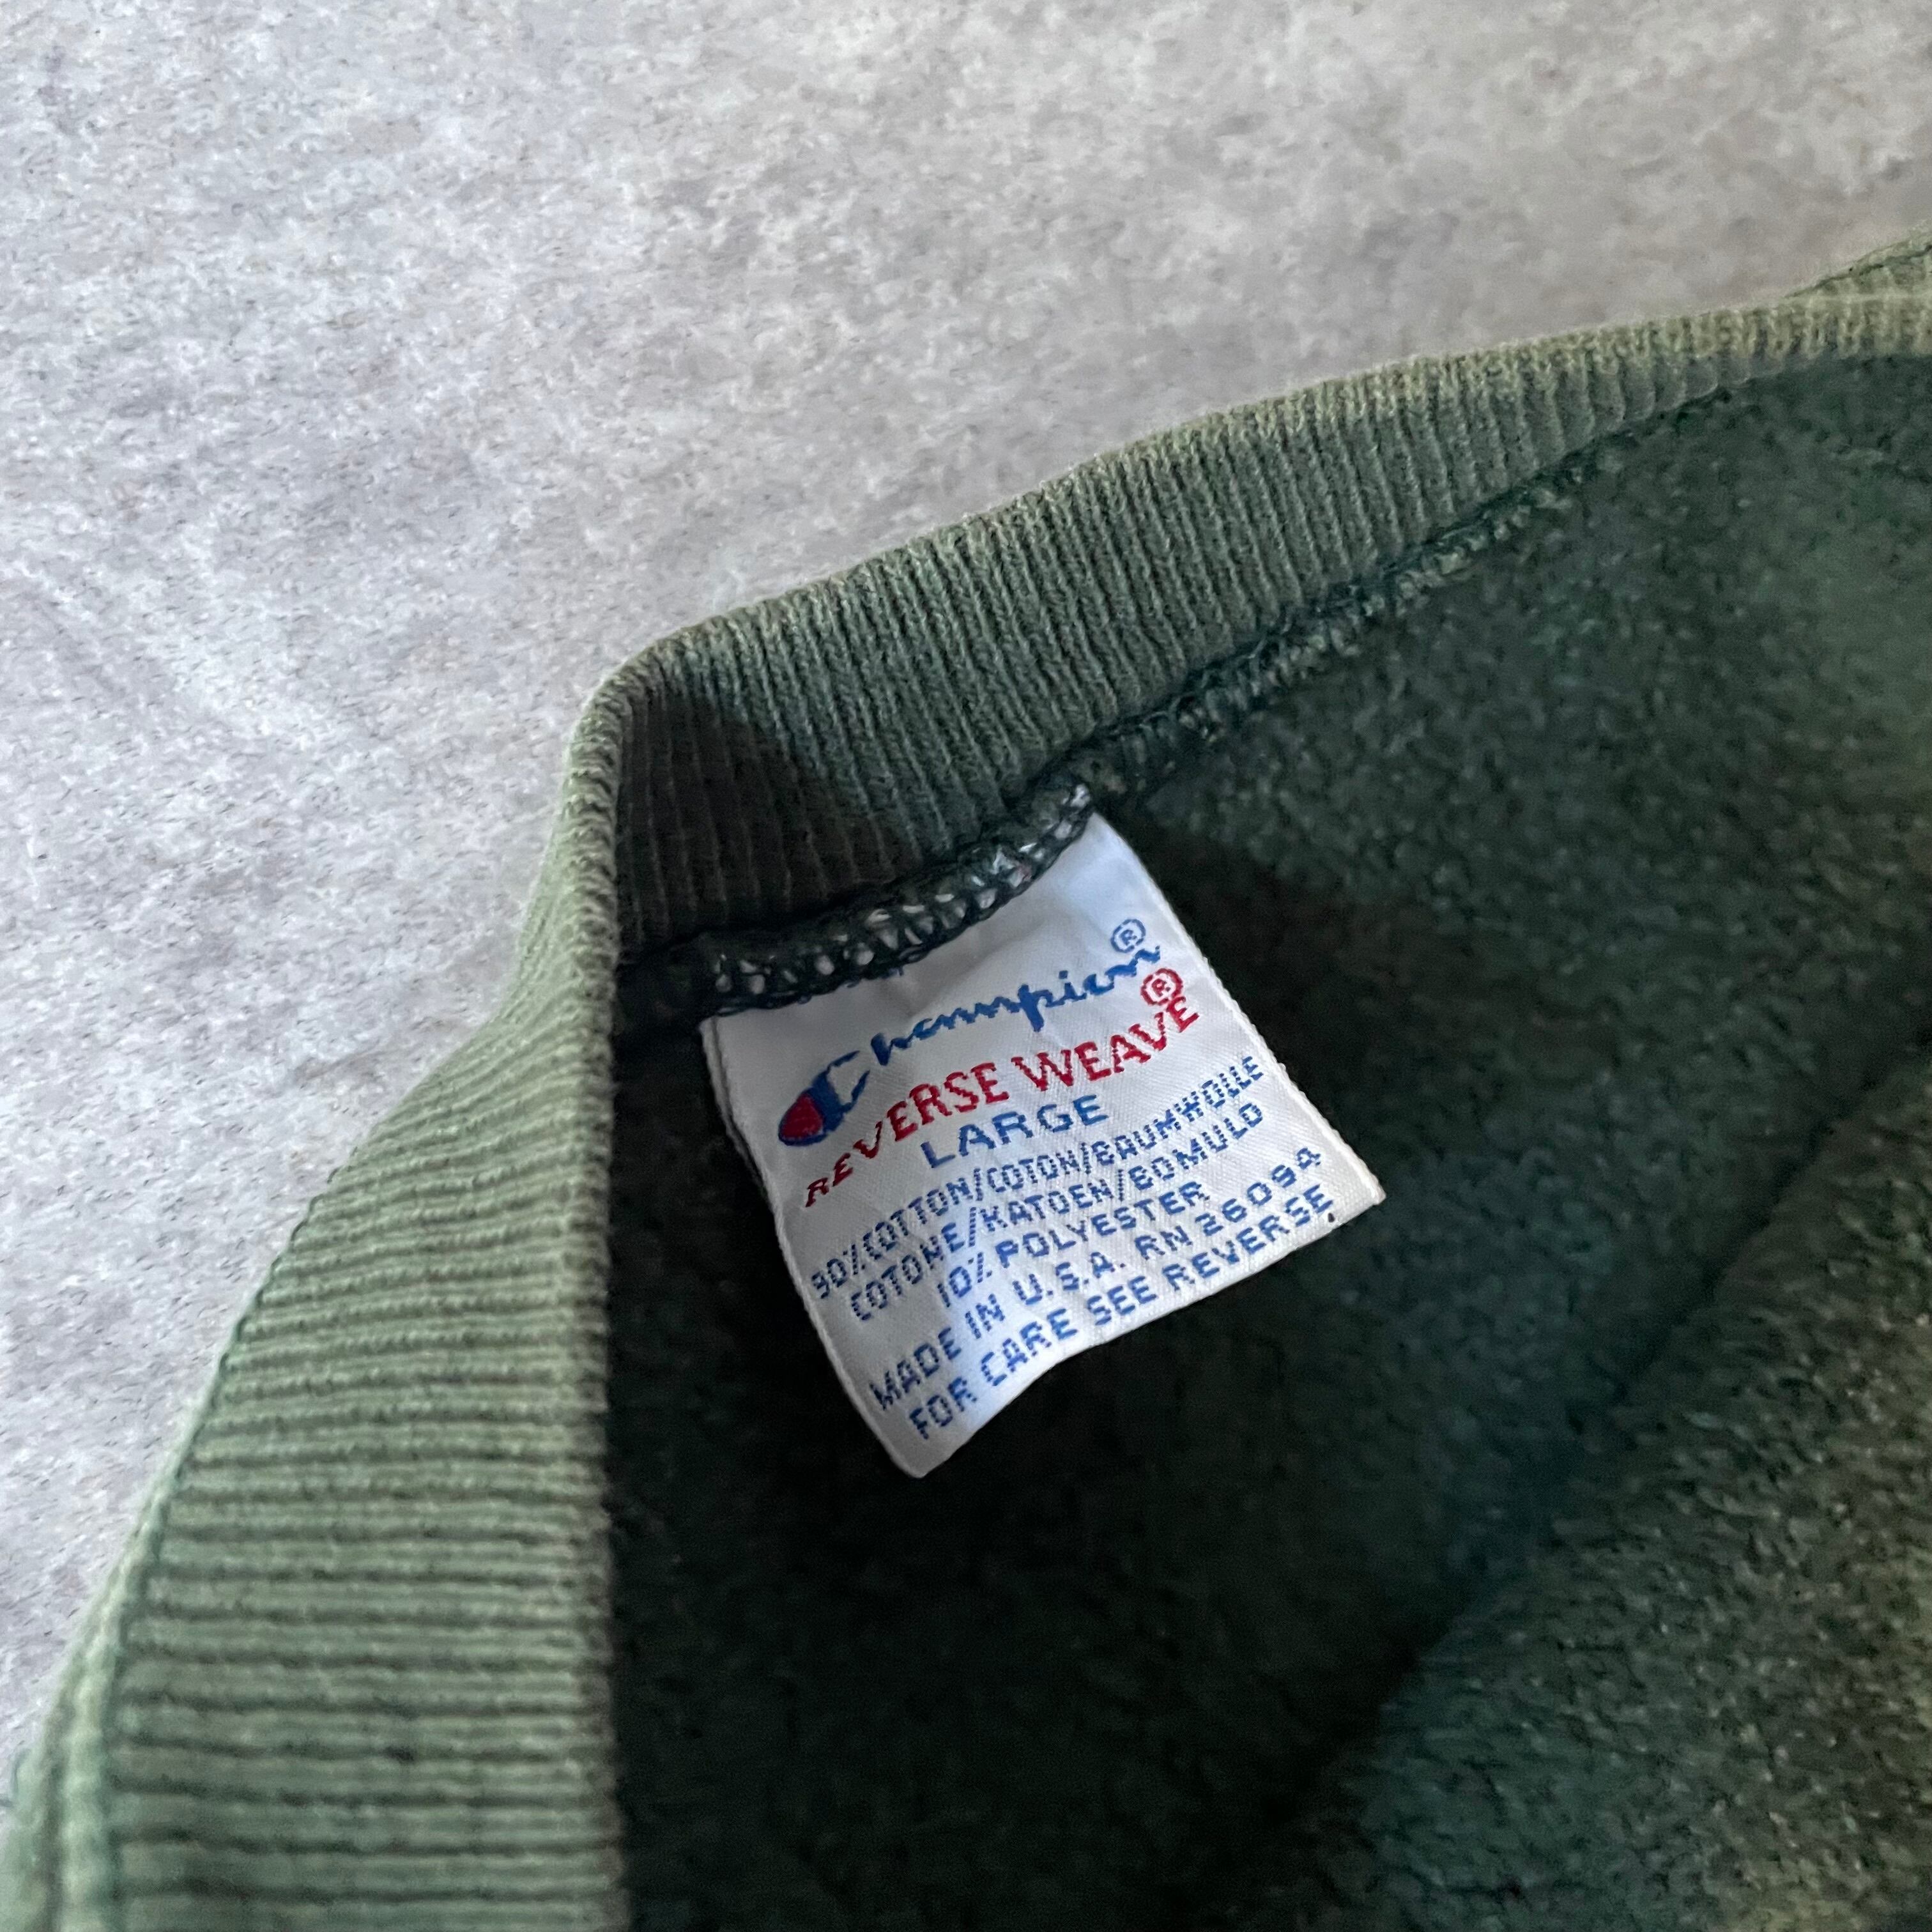 Champion®
REVERSE WEAVE®
LARGE
90% COTTON/COTON/BAUMWOLLE
COTONE/KATOEN/BOMULD
10% POLYESTER
MADE IN U.S.A. RN 26094
FOR CARE SEE REVERSE